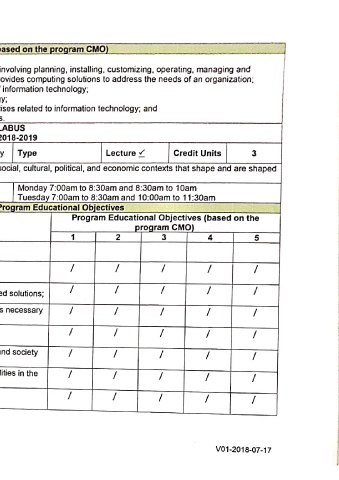 ased on the program CMO)
involving planning, installing, customizing, operating, managing and
ovides computing solutions to address the needs of an organization;
information technology;
gy;
ises related to information technology; and
s.
LABUS
2018-2019
y Type Lecture ✓ Credit Units 3
social, cultural, political, and economic contexts that shape and are shaped
Monday 7:00am to 8:30am and 8:30am to 10am
Tuesday 7:00am to 8:30am and 10:00am to 11:30am
Program Educational Objectives
Program Educational Objectives (based on the
program CMO)
1 2 3 4 5
/ / / / /
ed solutions; / / / / /
s necessary / / / / /
/ / / / /
nd society / / / / /
lities in the / / / / /
/ / / / /
V01-2018-07-17